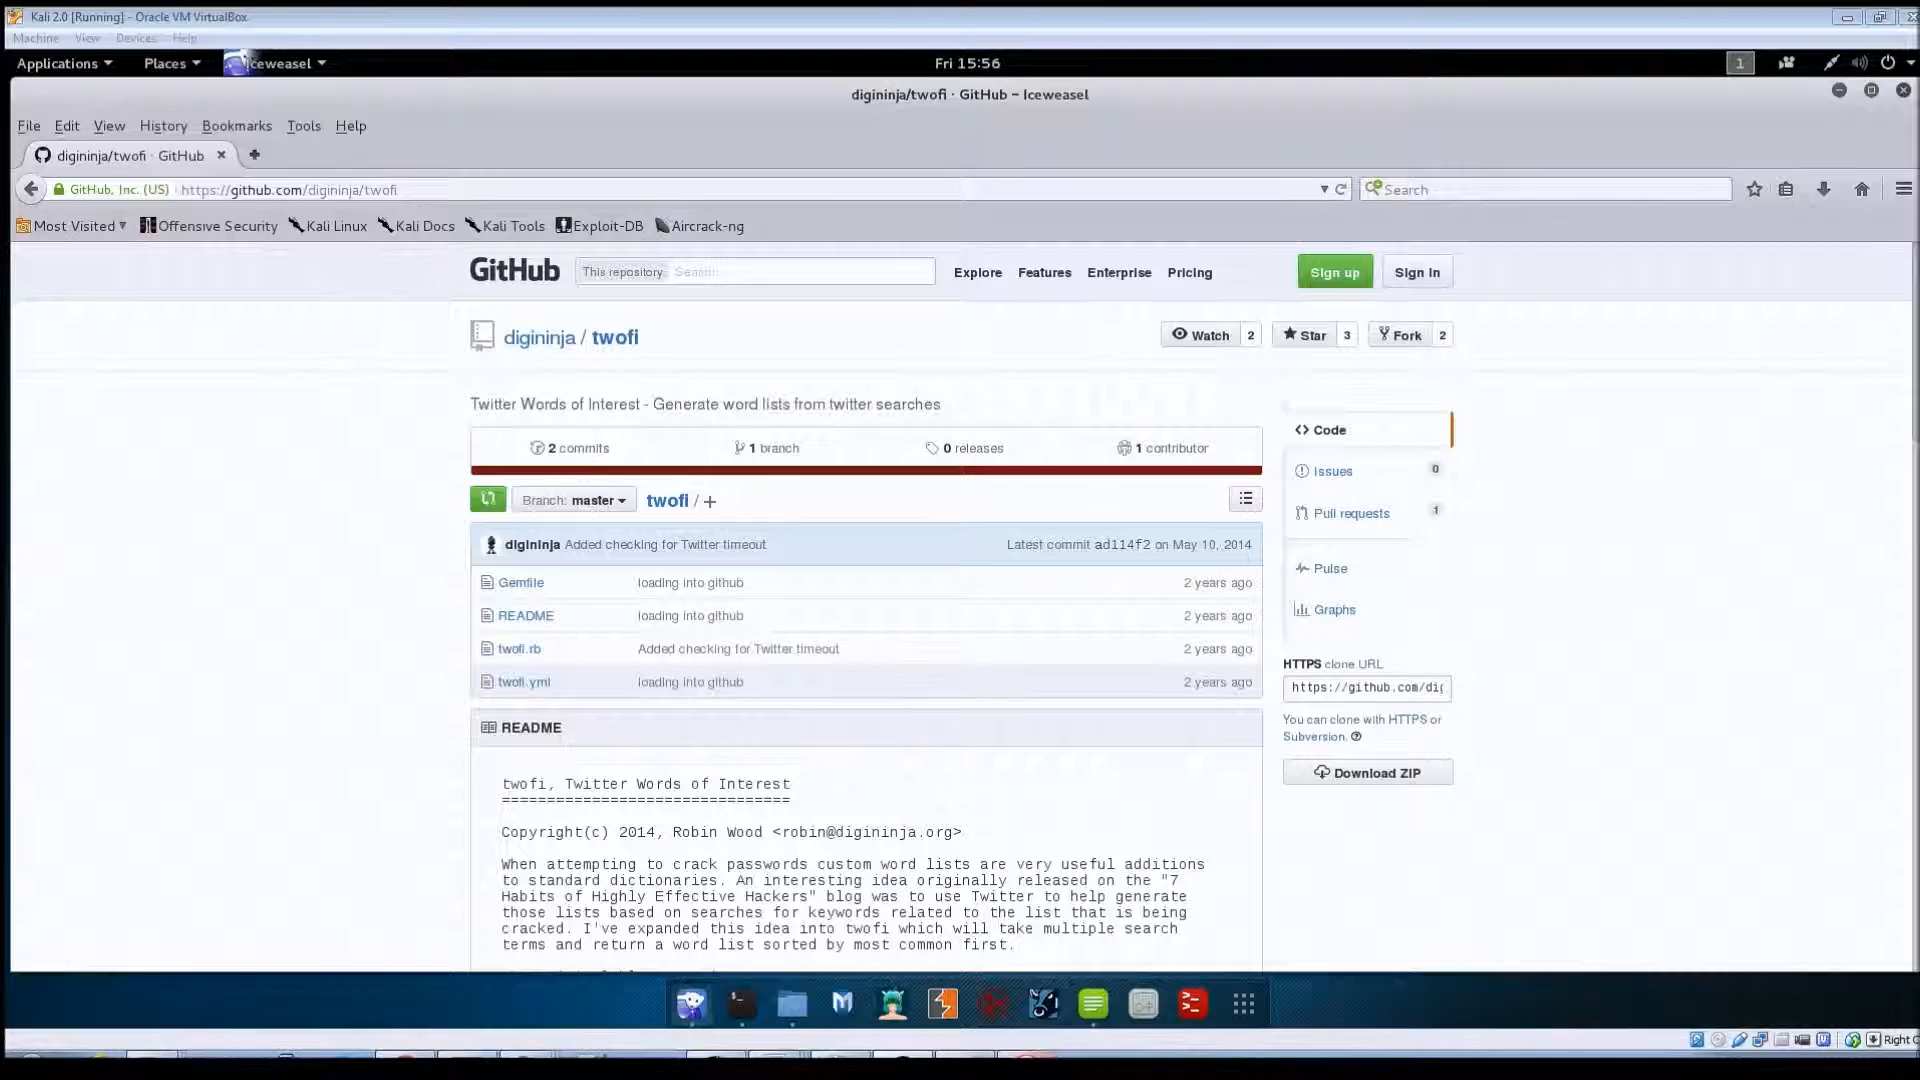 Kali 2.0 [Running] - Oracle VM VirtualBox
Machine View Devices Help
Applications Places Iceweasel Fri 15:56 1
digininja/twofi · GitHub - Iceweasel
File Edit View History Bookmarks Tools Help
digininja/twofi · GitHub
GitHub, Inc. (US) https://github.com/digininja/twofi Search
Most Visited Offensive Security Kali Linux Kali Docs Kali Tools Exploit-DB Aircrack-ng
GitHub This repository Search Explore Features Enterprise Pricing Sign up Sign in
digininja / twofi Watch 2 Star 3 Fork 2
Twitter Words of Interest - Generate word lists from twitter searches
2 commits 1 branch 0 releases 1 contributor
Branch: master twofi / +
digininja Added checking for Twitter timeout Latest commit ad114f2 on May 10, 2014
Gemfile loading into github 2 years ago
README loading into github 2 years ago
twofi.rb Added checking for Twitter timeout 2 years ago
twofi.yml loading into github 2 years ago
README
twofi, Twitter Words of Interest
================================
Copyright(c) 2014, Robin Wood <robin@digininja.org>
When attempting to crack passwords custom word lists are very useful additions
to standard dictionaries. An interesting idea originally released on the "7
Habits of Highly Effective Hackers" blog was to use Twitter to help generate
those lists based on searches for keywords related to the list that is being
cracked. I've expanded this idea into twofi which will take multiple search
terms and return a word list sorted by most common first.
Code
Issues 0
Pull requests 1
Pulse
Graphs
HTTPS clone URL
https://github.com/dig
You can clone with HTTPS or
Subversion.
Download ZIP
Right C